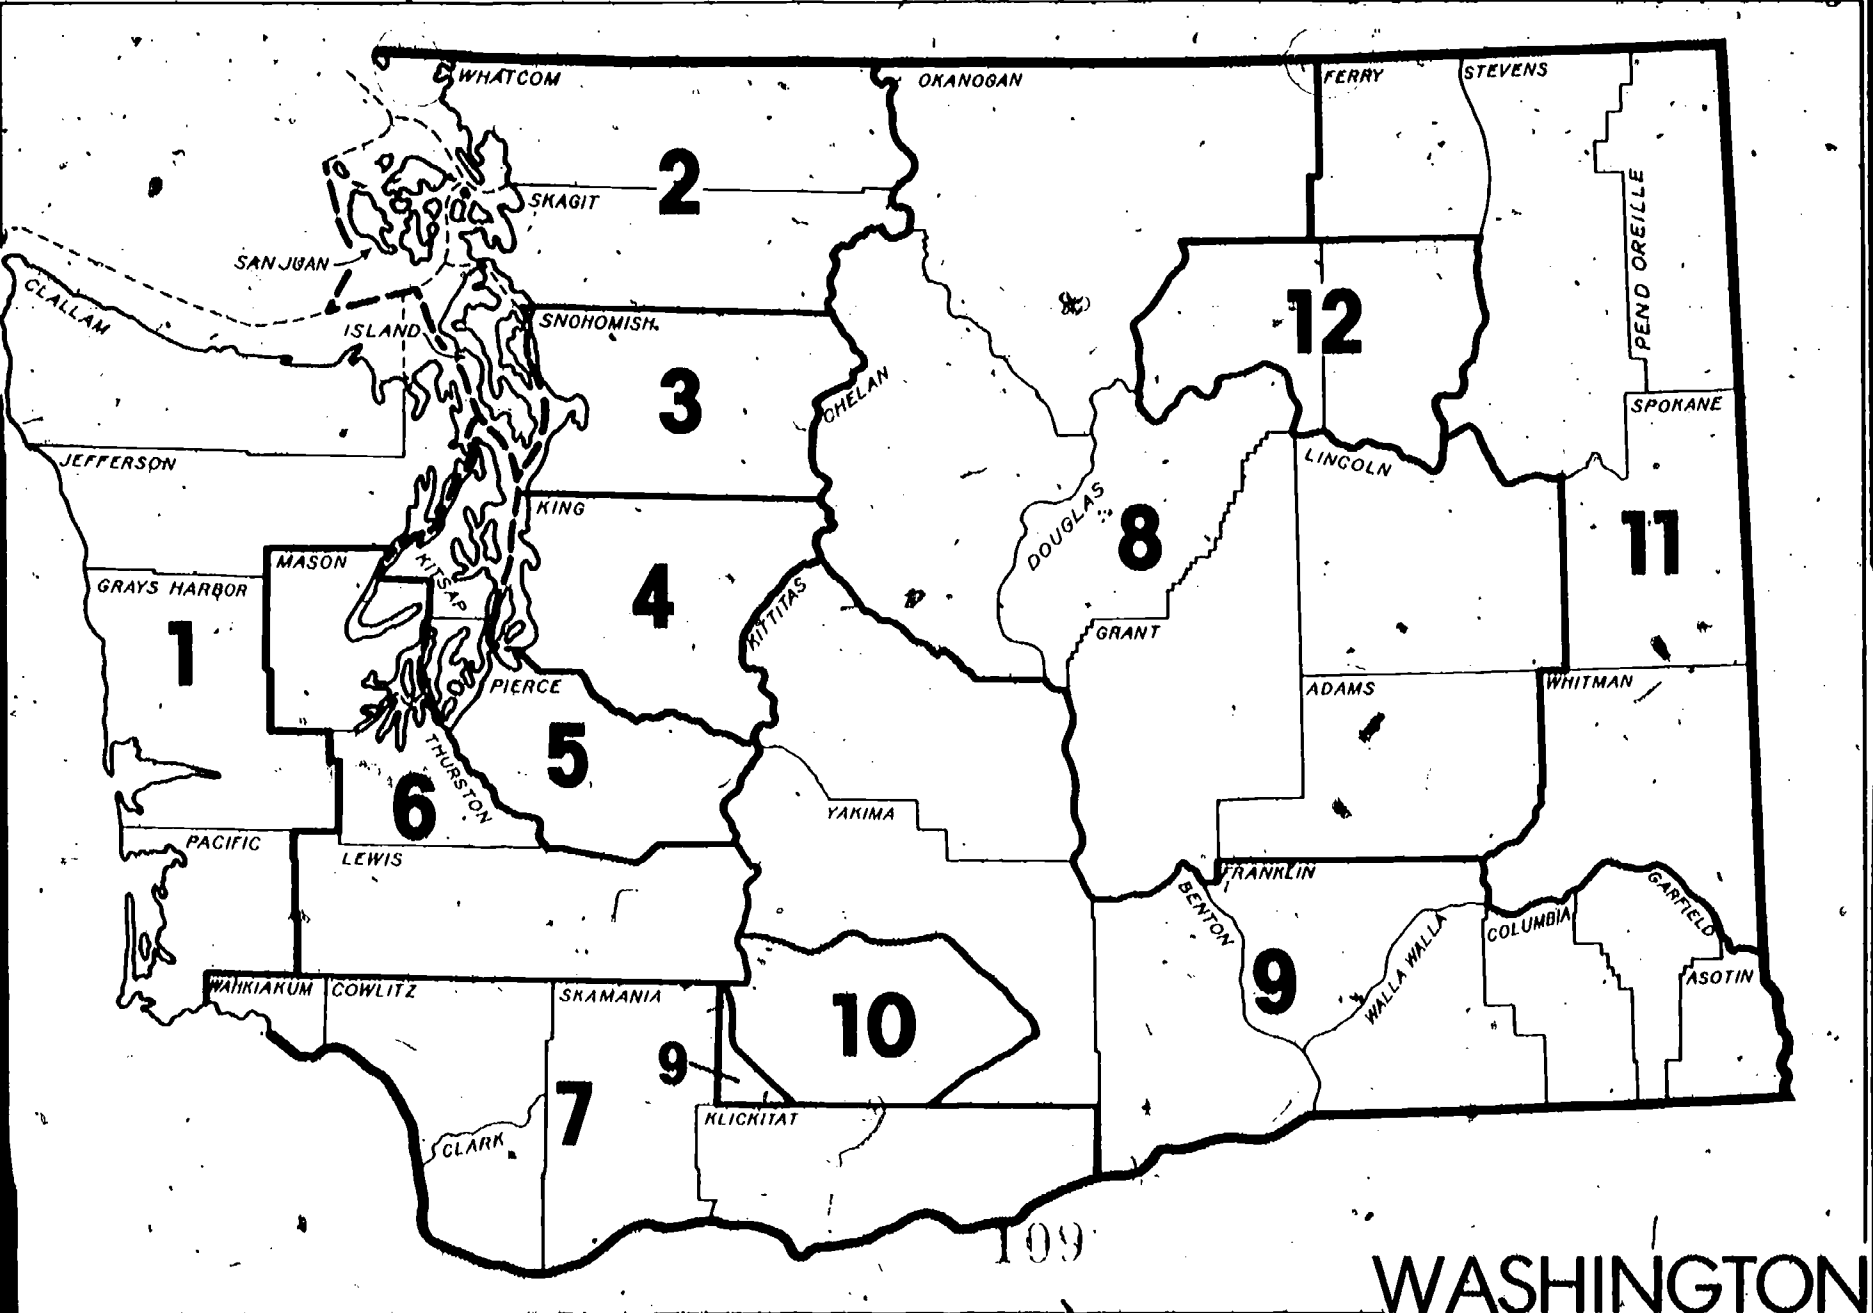 WHATCOM
OKANOGAN
FERRY
STEVENS
2
SKAGIT
PEND OREILLE
SAN JUAN
CLALLAM
ISLAND
SNOHOMISH
12
3
CHELAN
SPOKANE
JEFFERSON
LINCOLN
KING
DOUGLAS
8
11
MASON
KITSAP
GRAYS HARBOR
4
KITTITAS
GRANT
1
PIERCE
ADAMS
WHITMAN
5
THURSTON
6
YAKIMA
PACIFIC
LEWIS
FRANKLIN
BENTON
GARFIELD
COLUMBIA
WALLA WALLA
9
ASOTIN
WAHKIAKUM
COWLITZ
SKAMANIA
10
9
7
KLICKITAT
CLARK
109
WASHINGTON